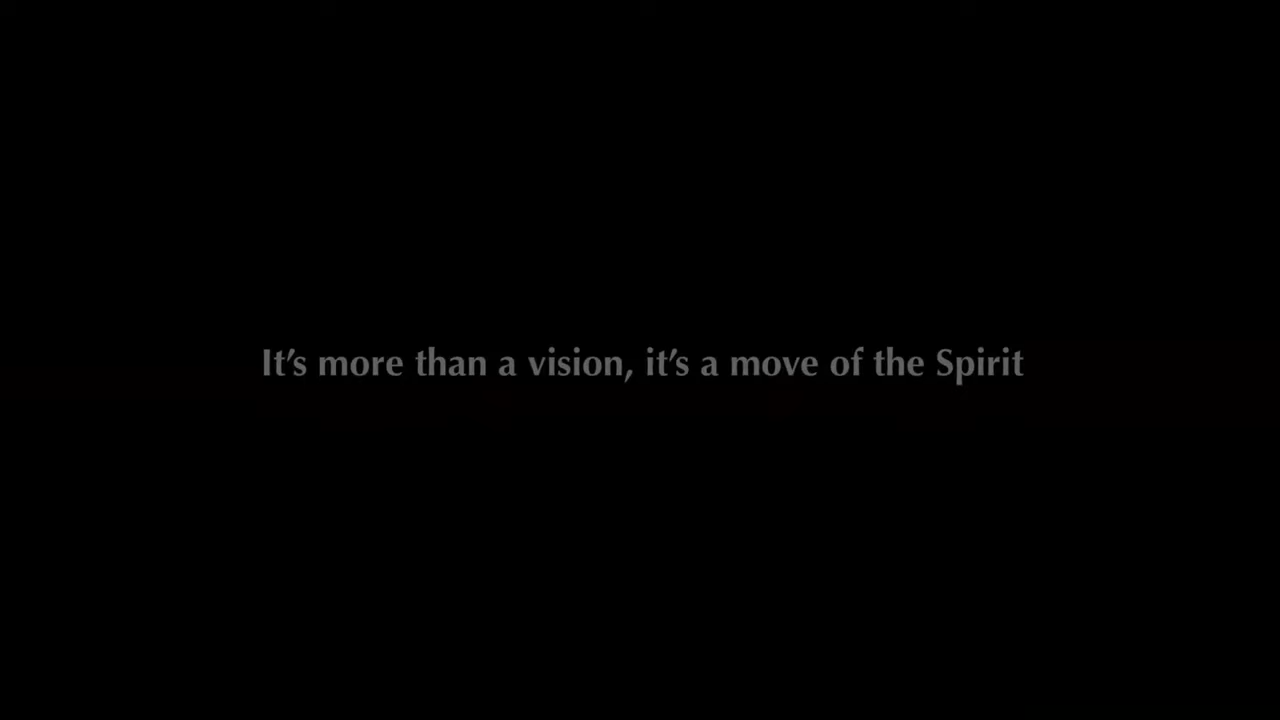 It’s more than a vision, it’s a move of the Spirit